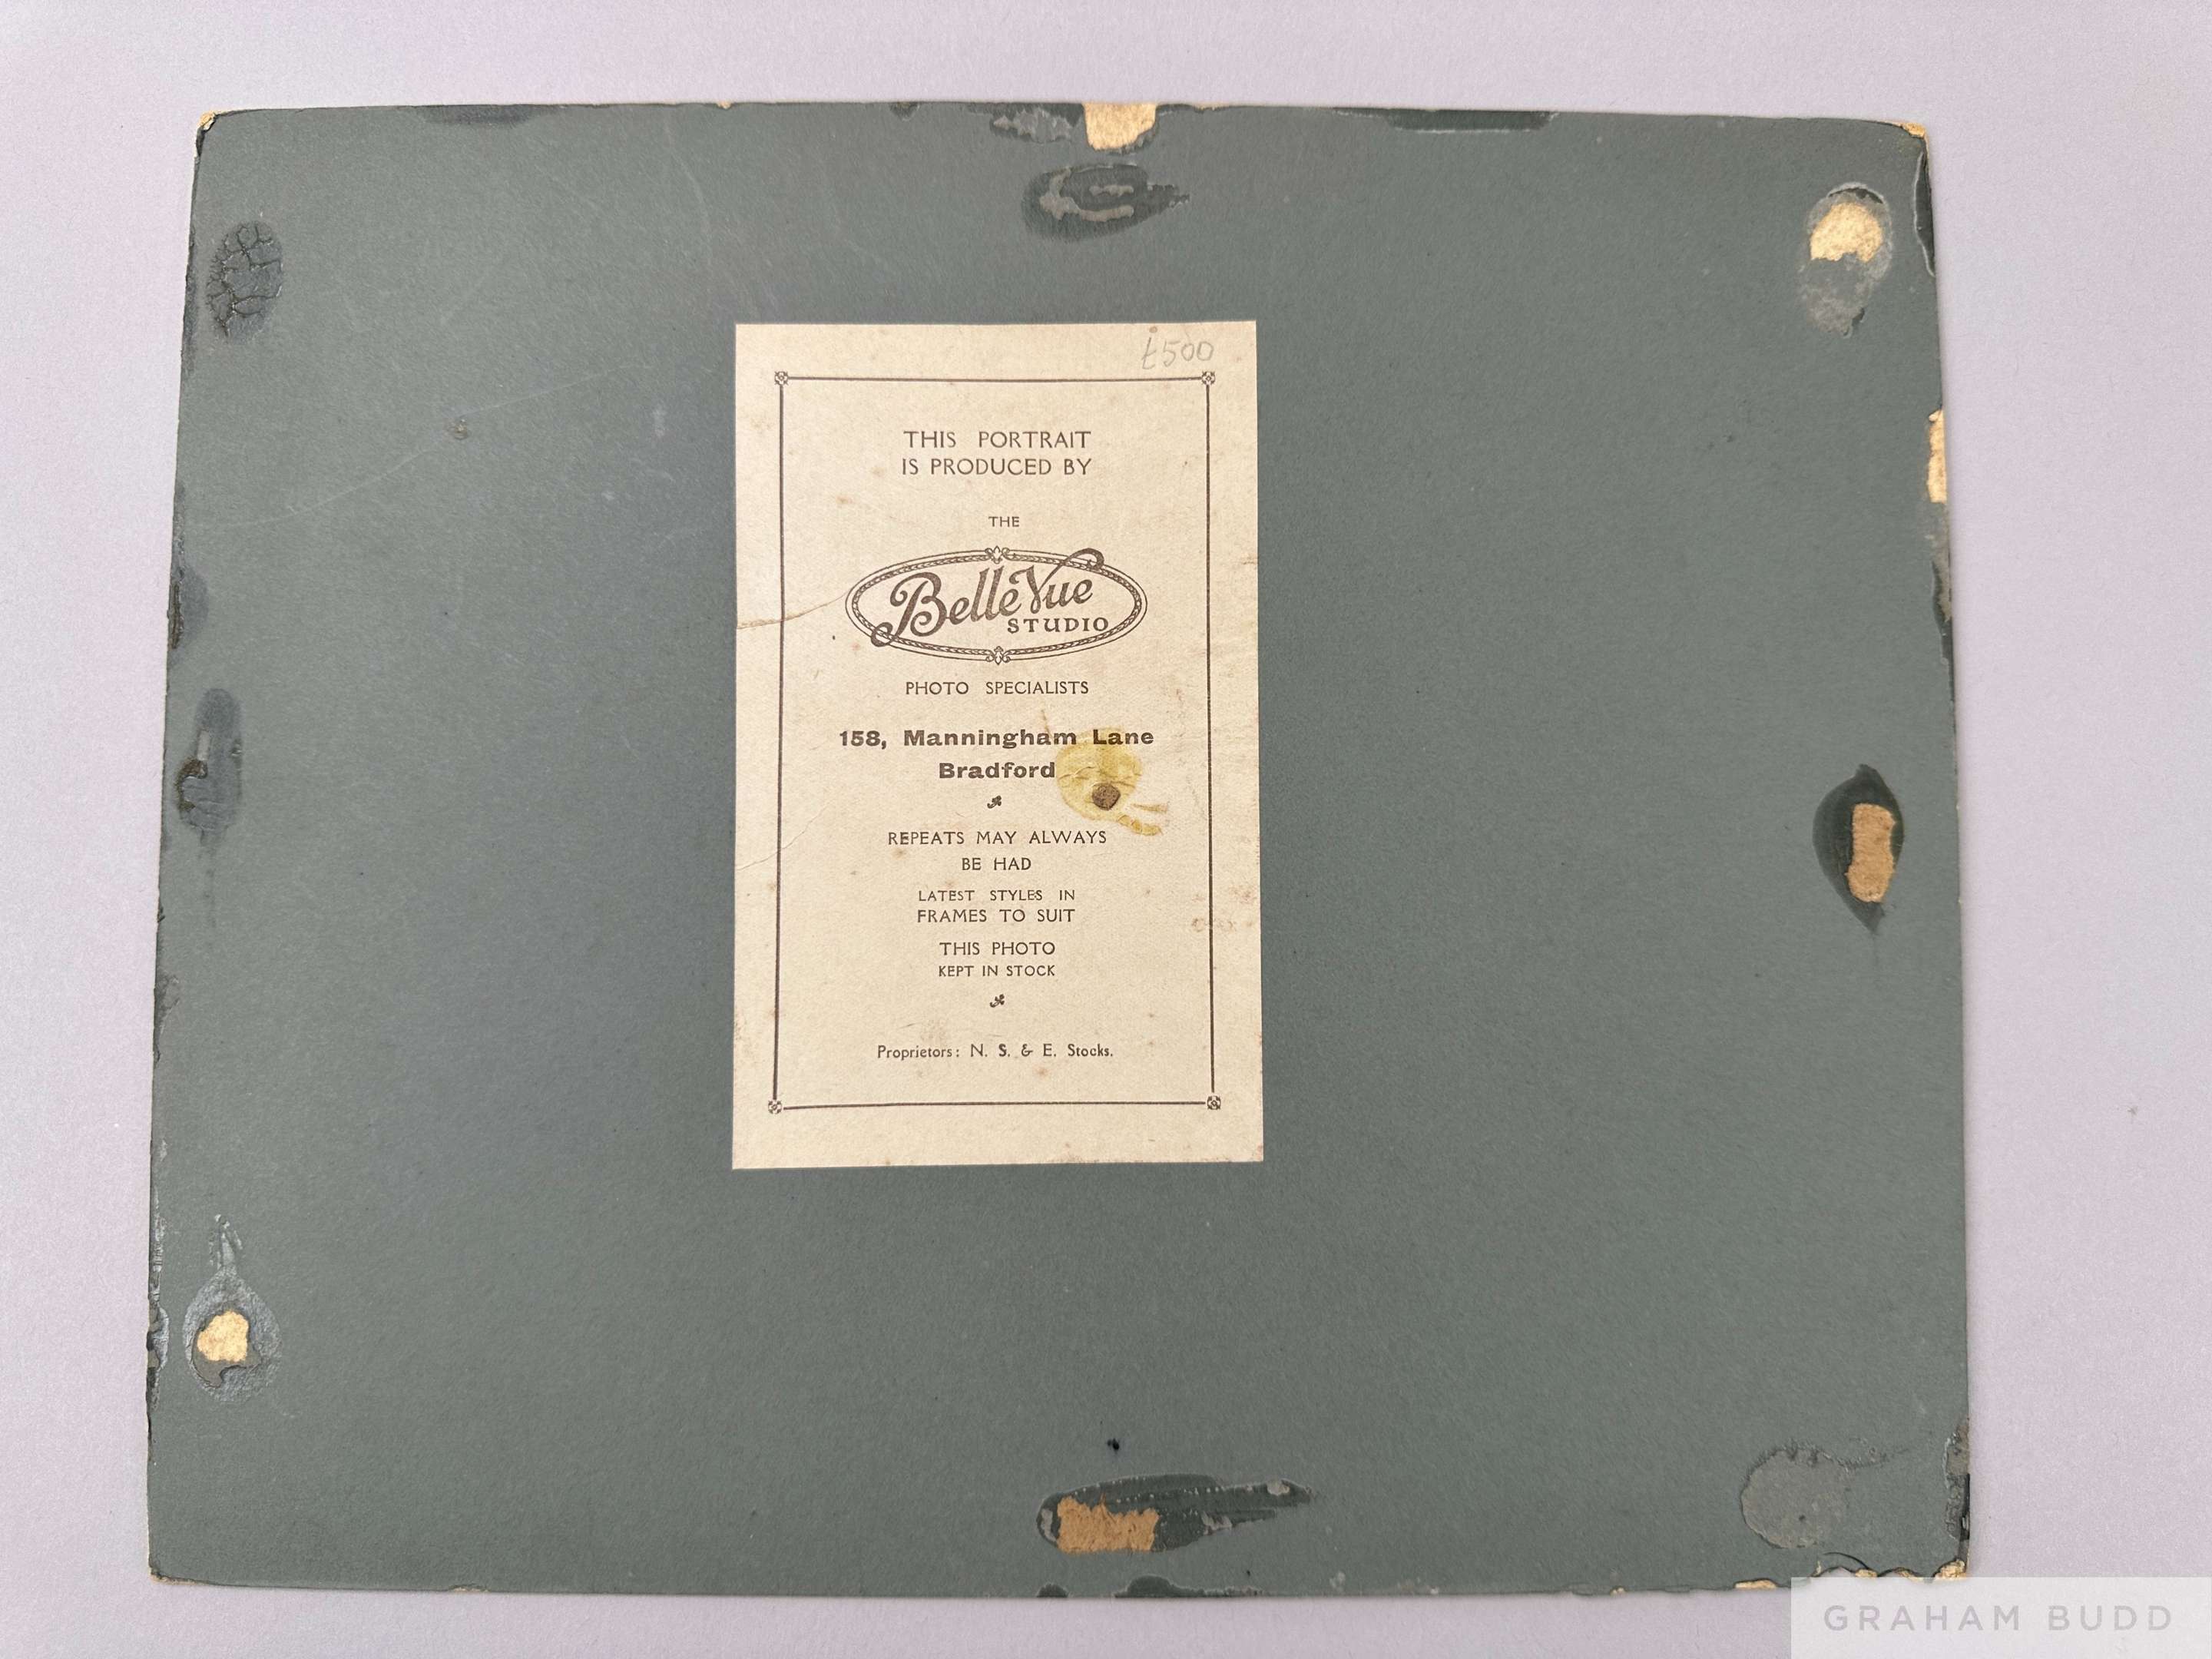 £500
THIS PORTRAIT
IS PRODUCED BY
THE
Belle Vue
STUDIO
PHOTO SPECIALISTS
158, Manningham Lane
Bradford
REPEATS MAY ALWAYS
BE HAD
LATEST STYLES IN
FRAMES TO SUIT
THIS PHOTO
KEPT IN STOCK
Proprietors: N. S. & E. Stocks.
GRAHAM BUDD